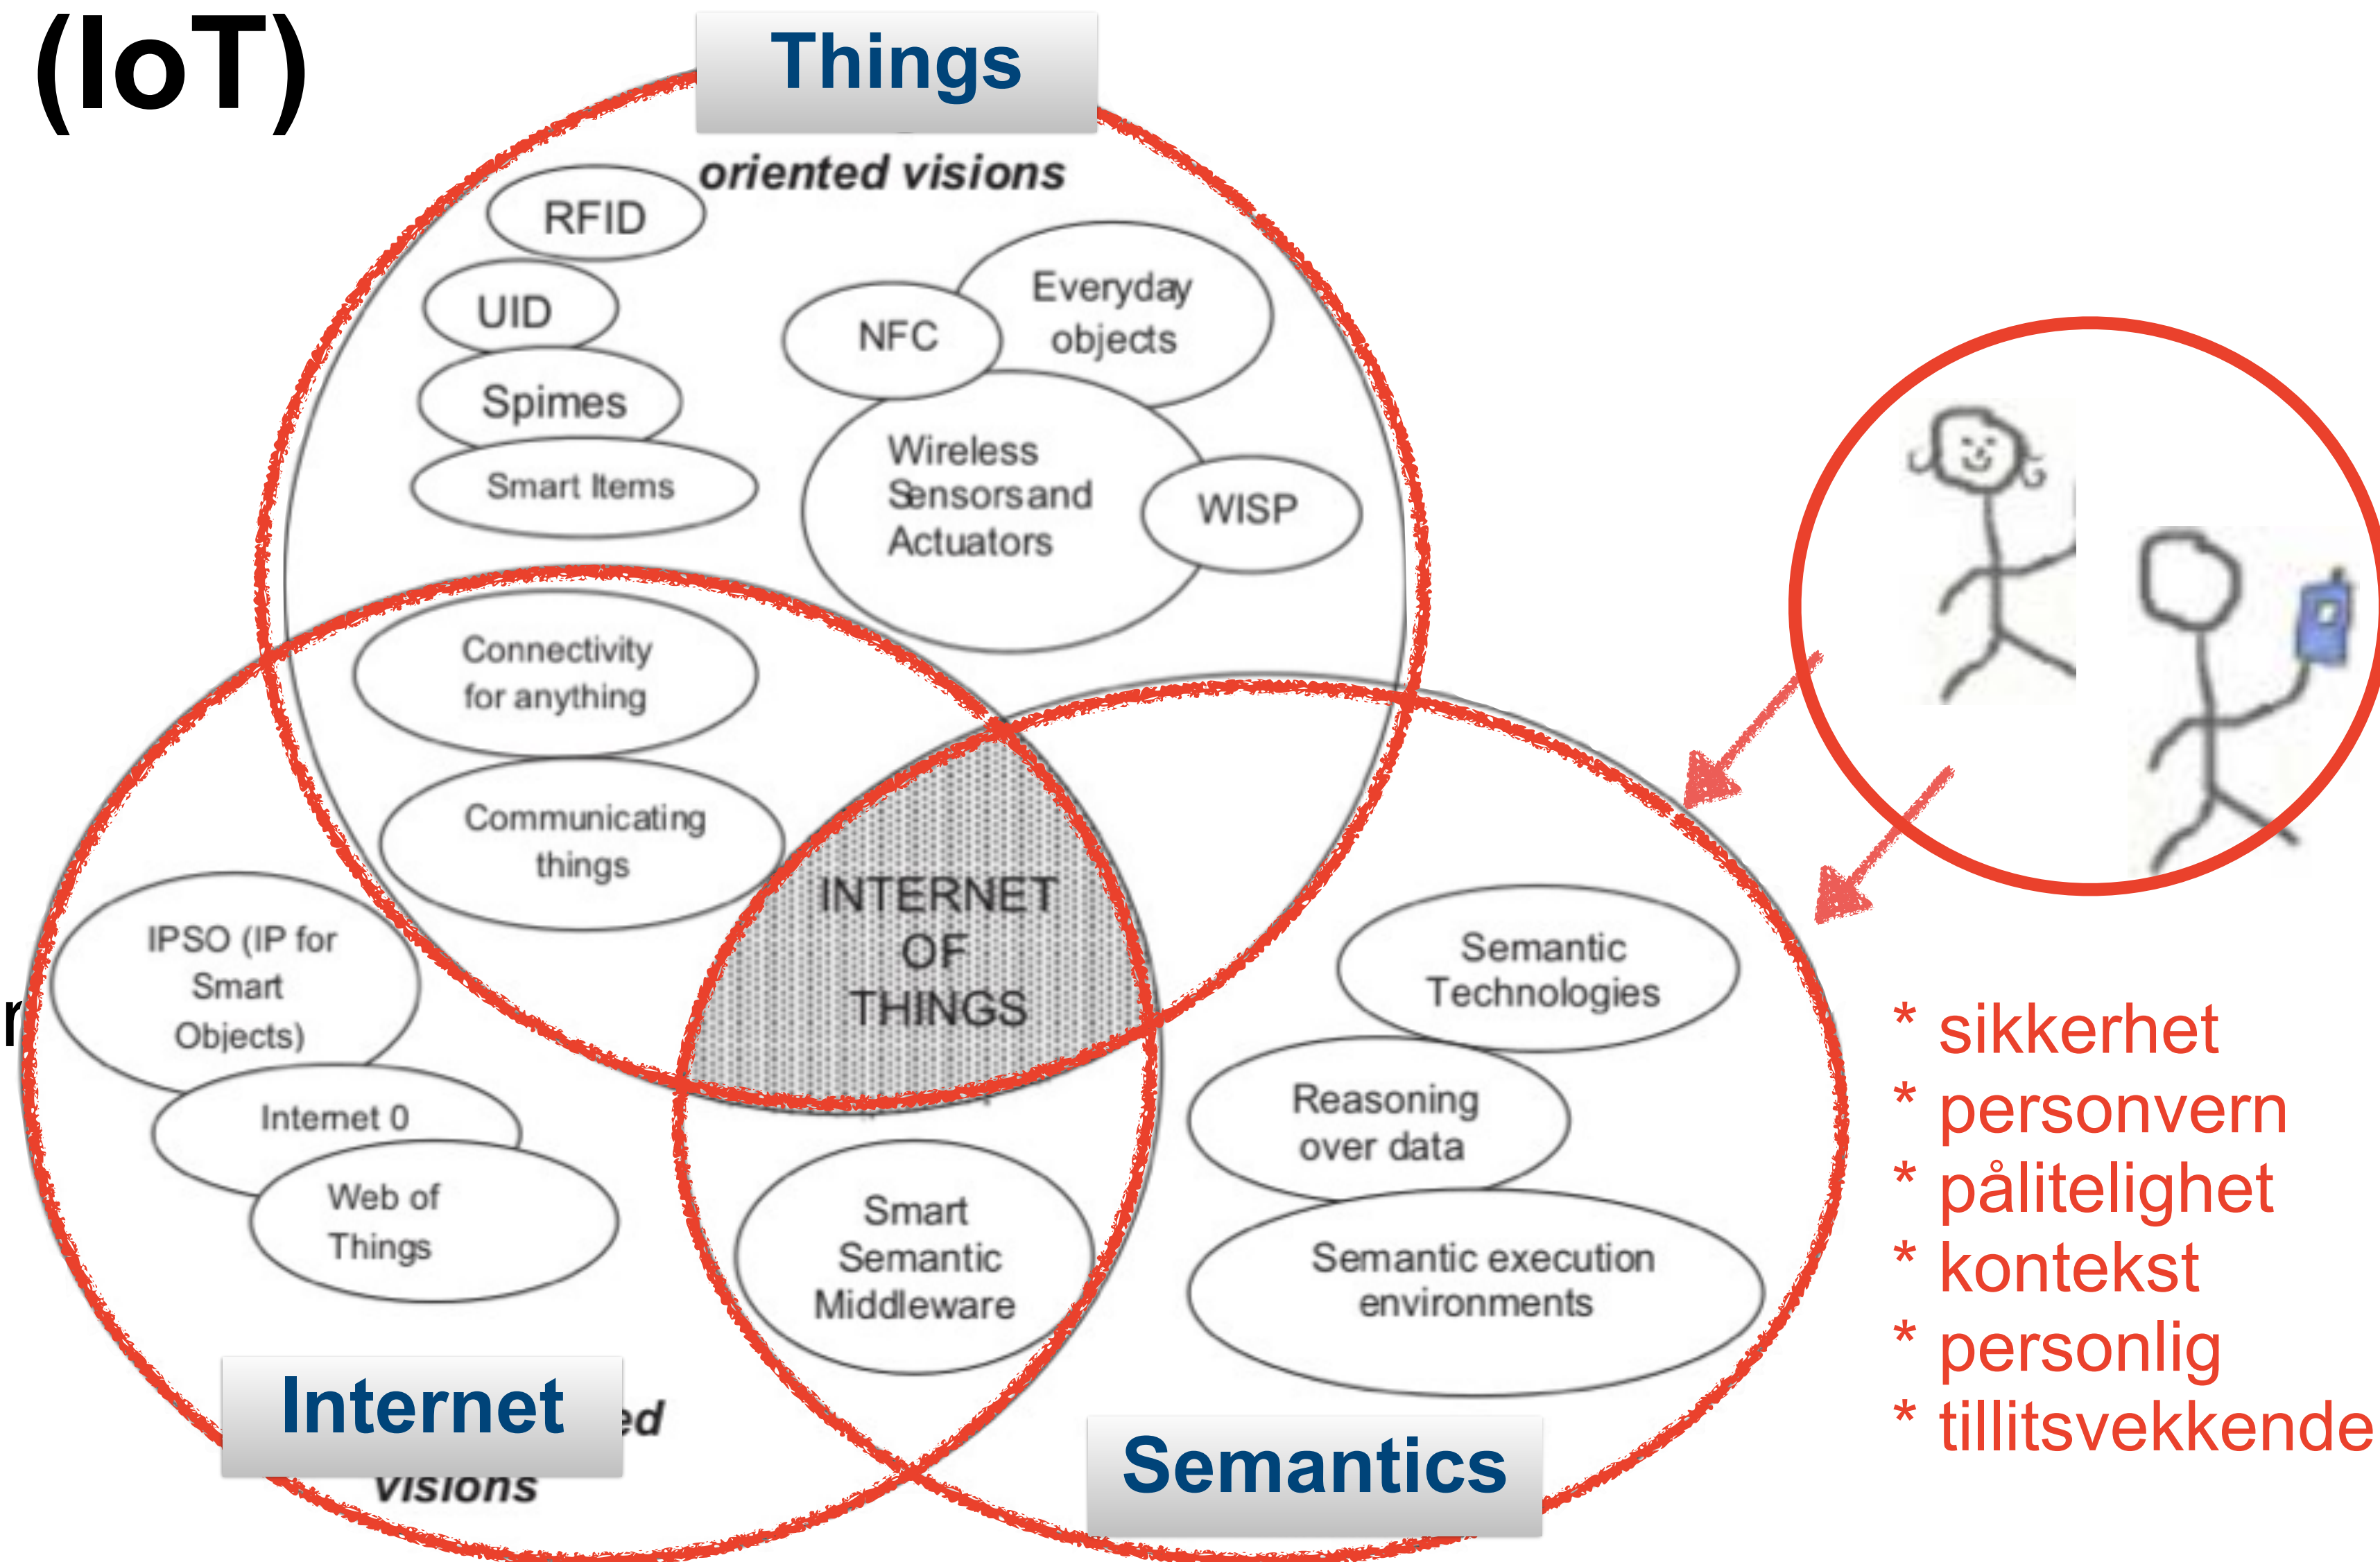 (IoT)
Things
oriented visions
RFID
UID
Spimes
Smart Items
NFC
Everyday
objects
Wireless
Sensors and
Actuators
WISP
Connectivity
for anything
Communicating
things
INTERNET
OF
THINGS
IPSO (IP for
Smart
Objects)
Internet 0
Web of
Things
Smart
Semantic
Middleware
Semantic
Technologies
Reasoning
over data
Semantic execution
environments
Internet
visions
Semantics
* sikkerhet
* personvern
* pålitelighet
* kontekst
* personlig
* tillitsvekkende